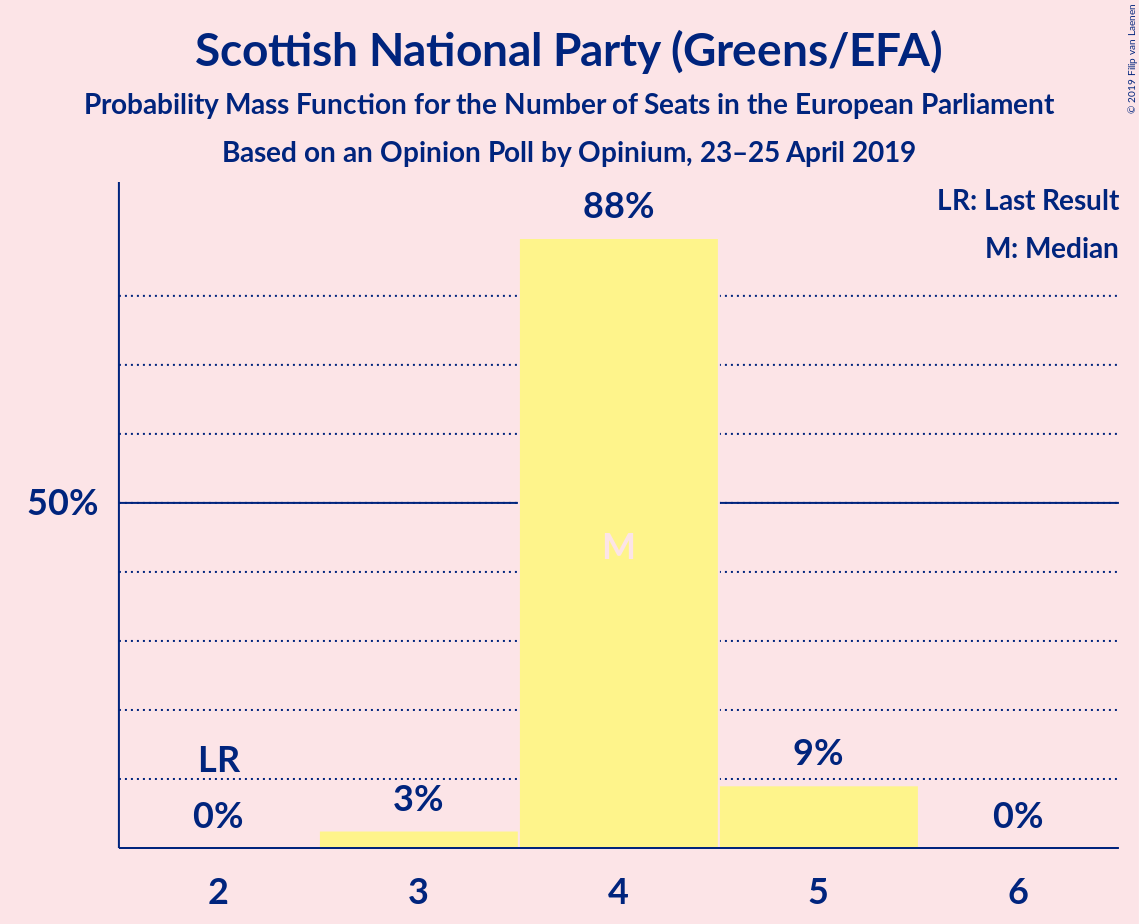 Scottish National Party (Greens/EFA)
Probability Mass Function for the Number of Seats in the European Parliament
Based on an Opinion Poll by Opinium, 23–25 April 2019
© 2019 Filip van Laenen
LR: Last Result
M: Median
88%
50%
M
LR
0%
3%
9%
0%
2 3 4 5 6